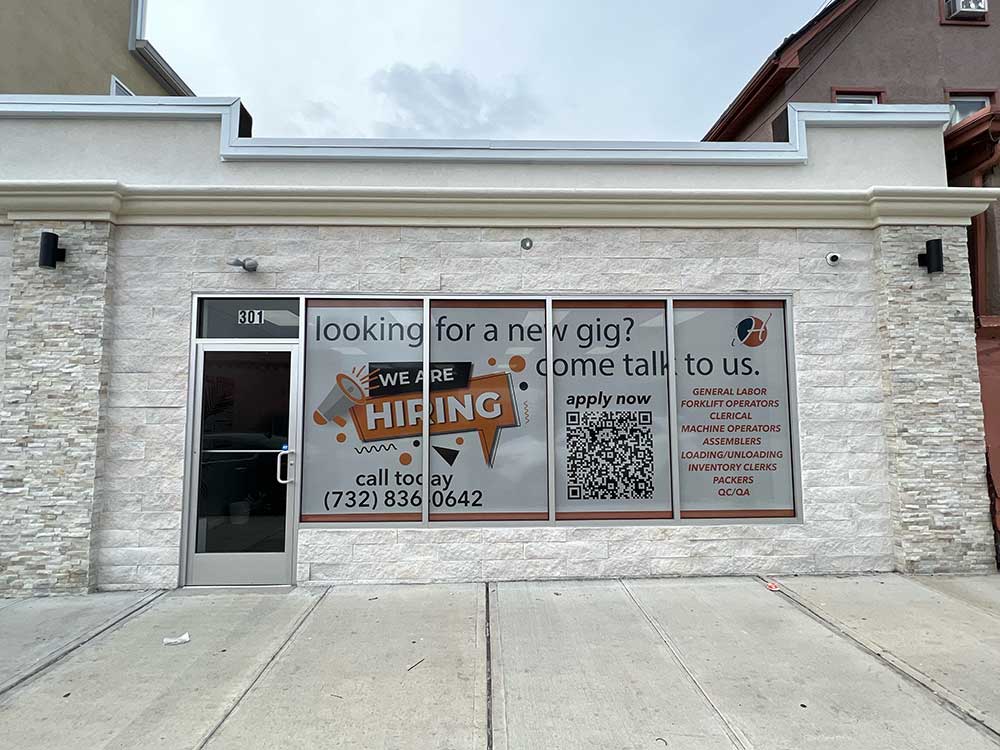 301
looking for a new gig?
come talk to us.
WE ARE
HIRING
call today
(732) 836-0642
apply now
H
GENERAL LABOR
FORKLIFT OPERATORS
CLERICAL
MACHINE OPERATORS
ASSEMBLERS
LOADING/UNLOADING
INVENTORY CLERKS
PACKERS
QC/QA